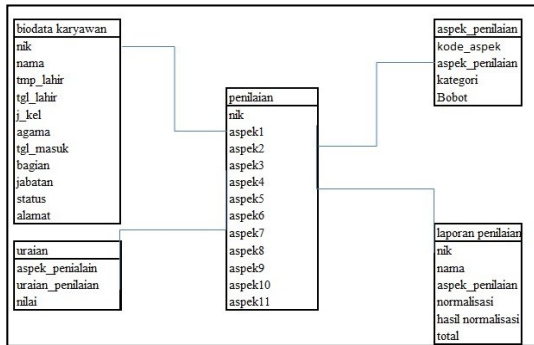 biodata karyawan
nik
nama
tmp_lahir
tgl_lahir
j_kel
agama
tgl_masuk
bagian
jabatan
status
alamat
uraian
aspek_penialain
uraian_penilaian
nilai
penilaian
nik
aspek1
aspek2
aspek3
aspek4
aspek5
aspek6
aspek7
aspek8
aspek9
aspek10
aspek11
aspek_penilaian
kode_aspek
aspek_penilaian
kategori
Bobot
laporan penilaian
nik
nama
aspek_penilaian
normalisasi
hasil normalisasi
total